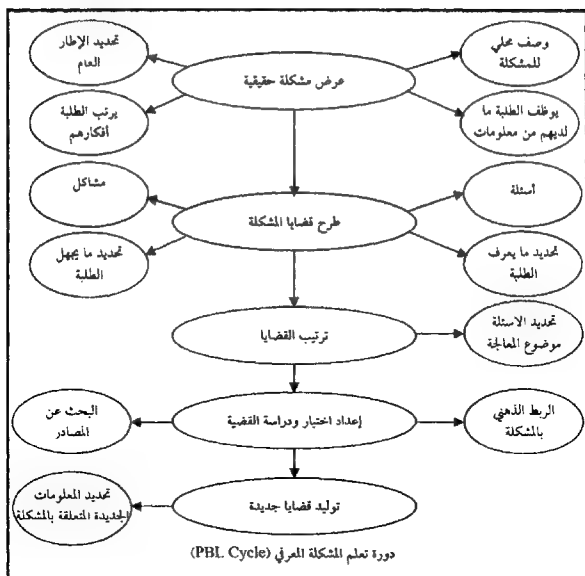 وصف محلي
للمشكلة
تحديد الإطار
العام
عرض مشكلة حقيقية
يوظف الطلبة ما
لديهم من معلومات
يرتب الطلبة
أفكارهم
أسئلة
مشاكل
طرح قضايا المشكلة
تحديد ما يعرف
الطلبة
تحديد ما يجهل
الطلبة
تحديد الاسئلة
موضوع المعالجة
ترتيب القضايا
الربط الذهني
بالمشكلة
إعداد اختبار ودراسة القضية
البحث عن
المصادر
توليد قضايا جديدة
تحديد المعلومات
الجديدة المتعلقة بالمشكلة
دورة تعلم المشكلة المعرفي (PBL Cycle)